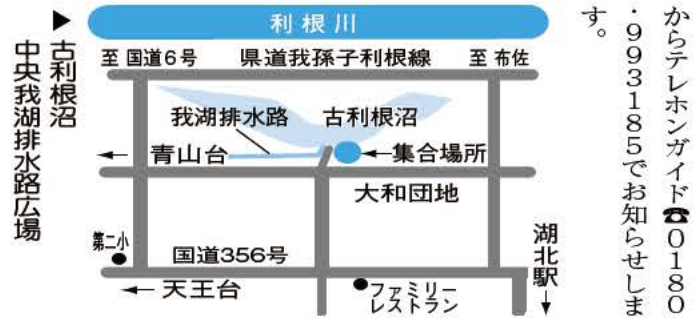 からテレホンガイド☎0180
・993185でお知らせしま
す。
利根川
至 国道6号
県道我孫子利根線
至 布佐
我湖排水路
古利根沼
← 青山台
←集合場所
大和団地
第二小
国道356号
← 天王台
ファミリー
レストラン
湖北駅↓
▶古利根沼
中央我湖排水路広場